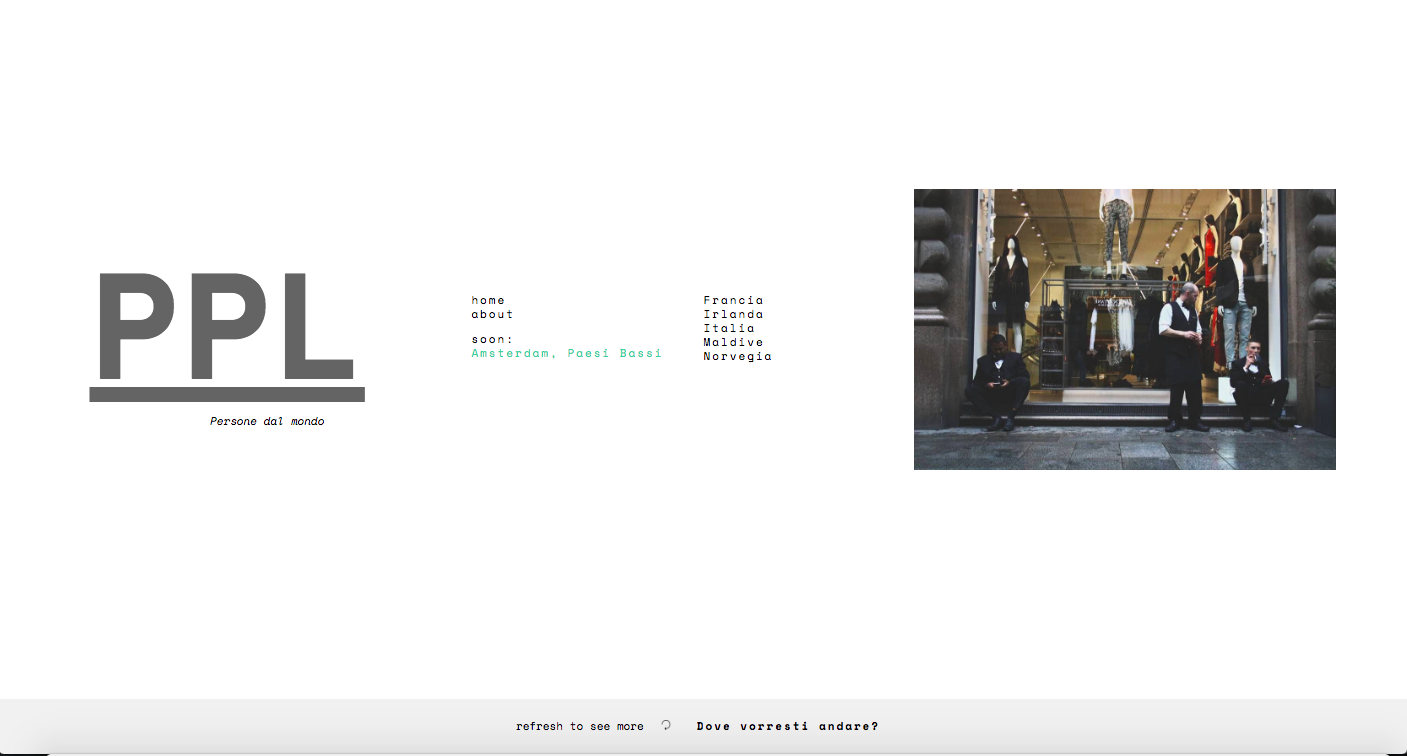 PPL
Persone dal mondo
home
about
soon:
Amsterdam, Paesi Bassi
Francia
Irlanda
Italia
Maldive
Norvegia
refresh to see more
Dove vorresti andare?